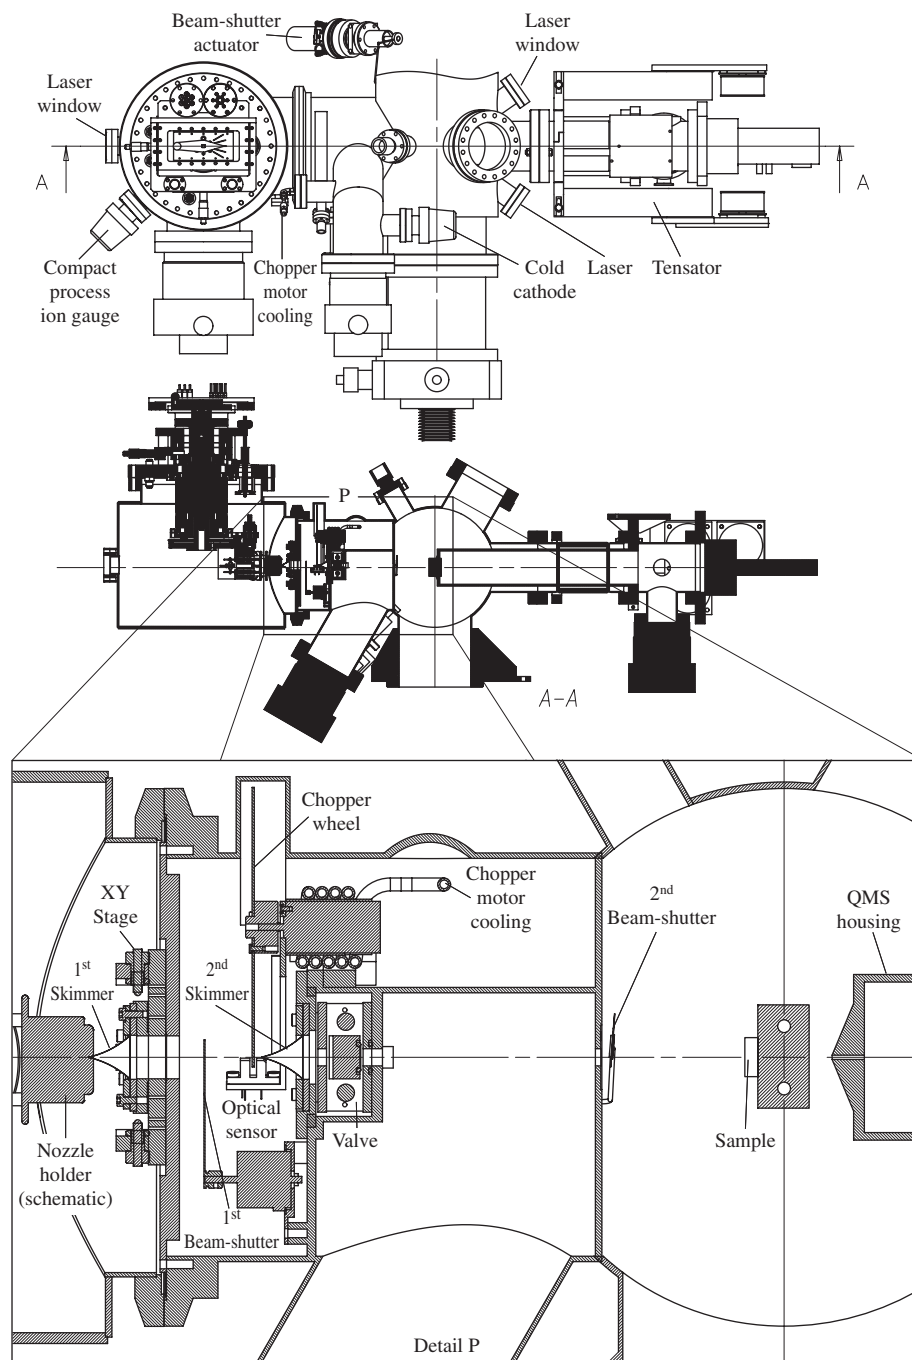 Beam-shutter
actuator
Laser
window
Laser
window
A
A
Compact
process
ion gauge
Chopper
motor
cooling
Cold
cathode
Laser
Tensator
P
A-A
Chopper
wheel
Chopper
motor
cooling
2nd
Beam-shutter
QMS
housing
XY
Stage
1st
Skimmer
2nd
Skimmer
Optical
sensor
Valve
Sample
Nozzle
holder
(schematic)
1st
Beam-shutter
Detail P